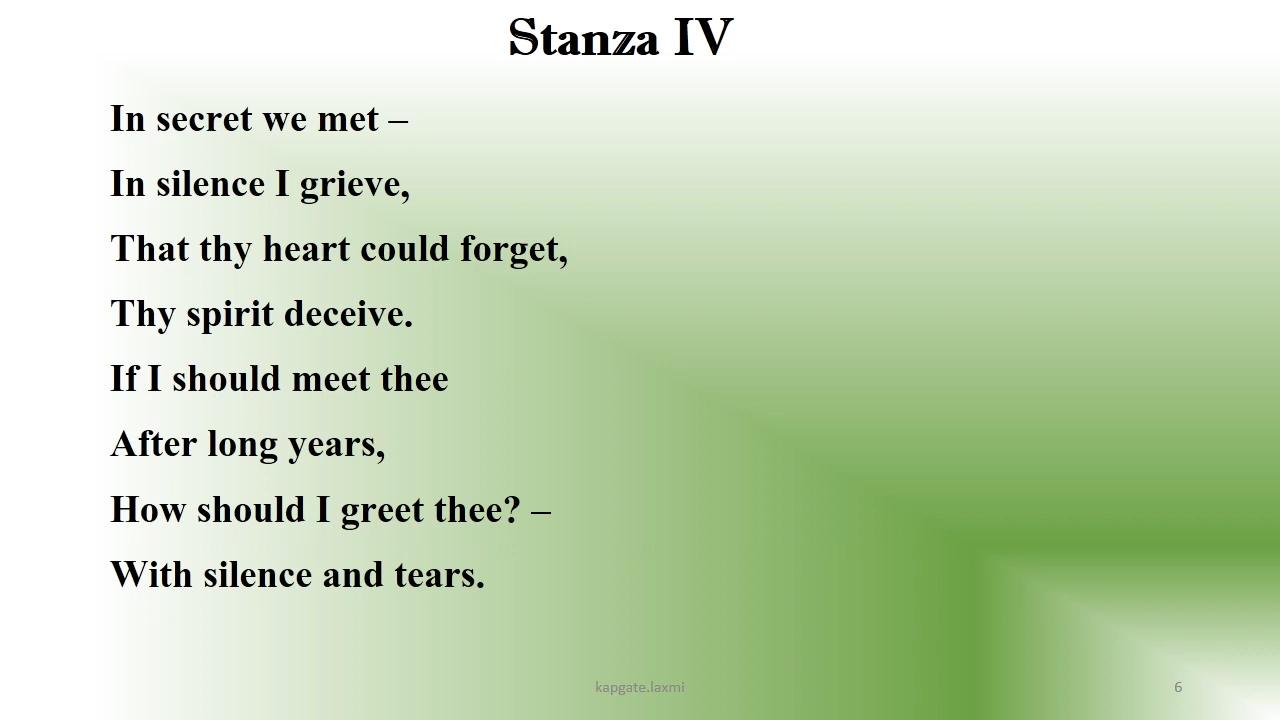 Stanza IV
In secret we met –
In silence I grieve,
That thy heart could forget,
Thy spirit deceive.
If I should meet thee
After long years,
How should I greet thee? –
With silence and tears.
kapgate.laxmi
6